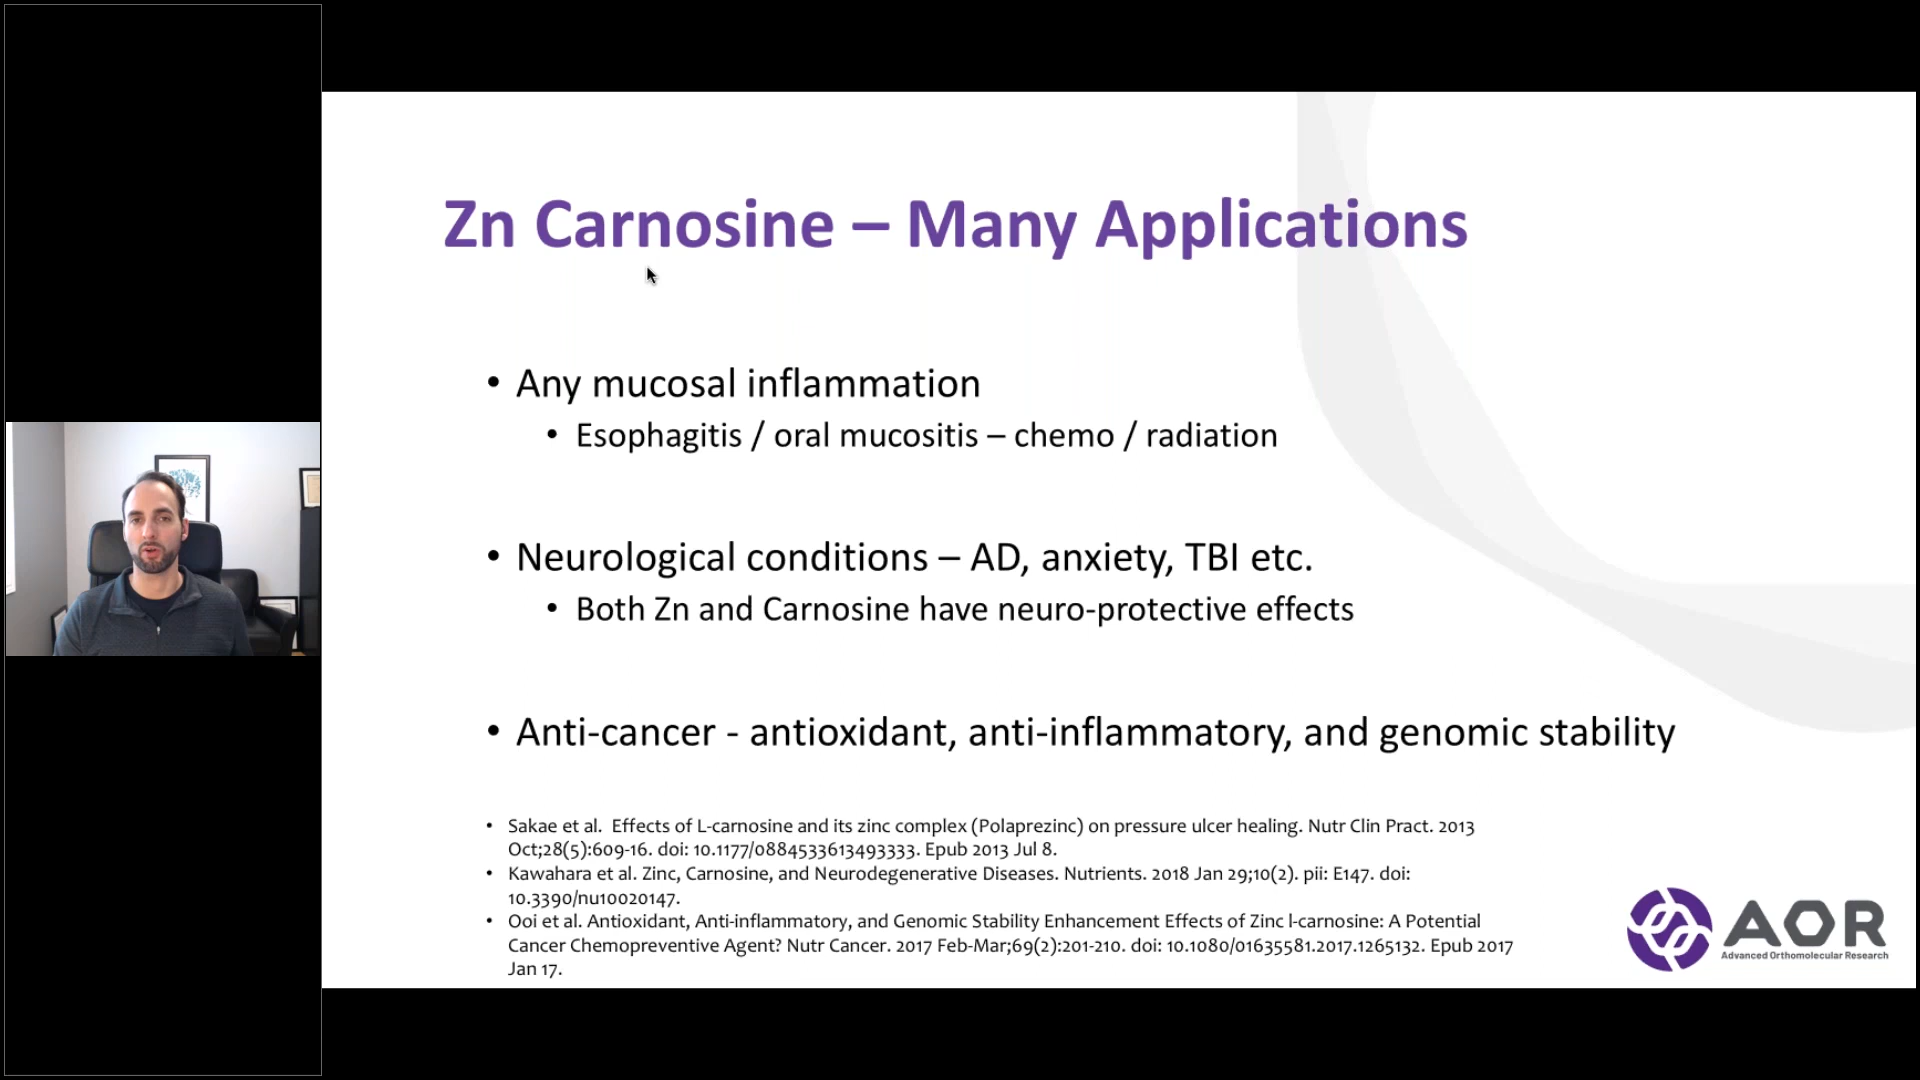 Zn Carnosine – Many Applications
• Any mucosal inflammation
• Esophagitis / oral mucositis – chemo / radiation
• Neurological conditions – AD, anxiety, TBI etc.
• Both Zn and Carnosine have neuro-protective effects
• Anti-cancer - antioxidant, anti-inflammatory, and genomic stability
• Sakae et al.  Effects of L-carnosine and its zinc complex (Polaprezinc) on pressure ulcer healing. Nutr Clin Pract. 2013
Oct;28(5):609-16. doi: 10.1177/0884533613493333. Epub 2013 Jul 8.
• Kawahara et al. Zinc, Carnosine, and Neurodegenerative Diseases. Nutrients. 2018 Jan 29;10(2). pii: E147. doi:
10.3390/nu10020147.
• Ooi et al. Antioxidant, Anti-inflammatory, and Genomic Stability Enhancement Effects of Zinc l-carnosine: A Potential
Cancer Chemopreventive Agent? Nutr Cancer. 2017 Feb-Mar;69(2):201-210. doi: 10.1080/01635581.2017.1265132. Epub 2017
Jan 17.
AOR
Advanced Orthomolecular Research